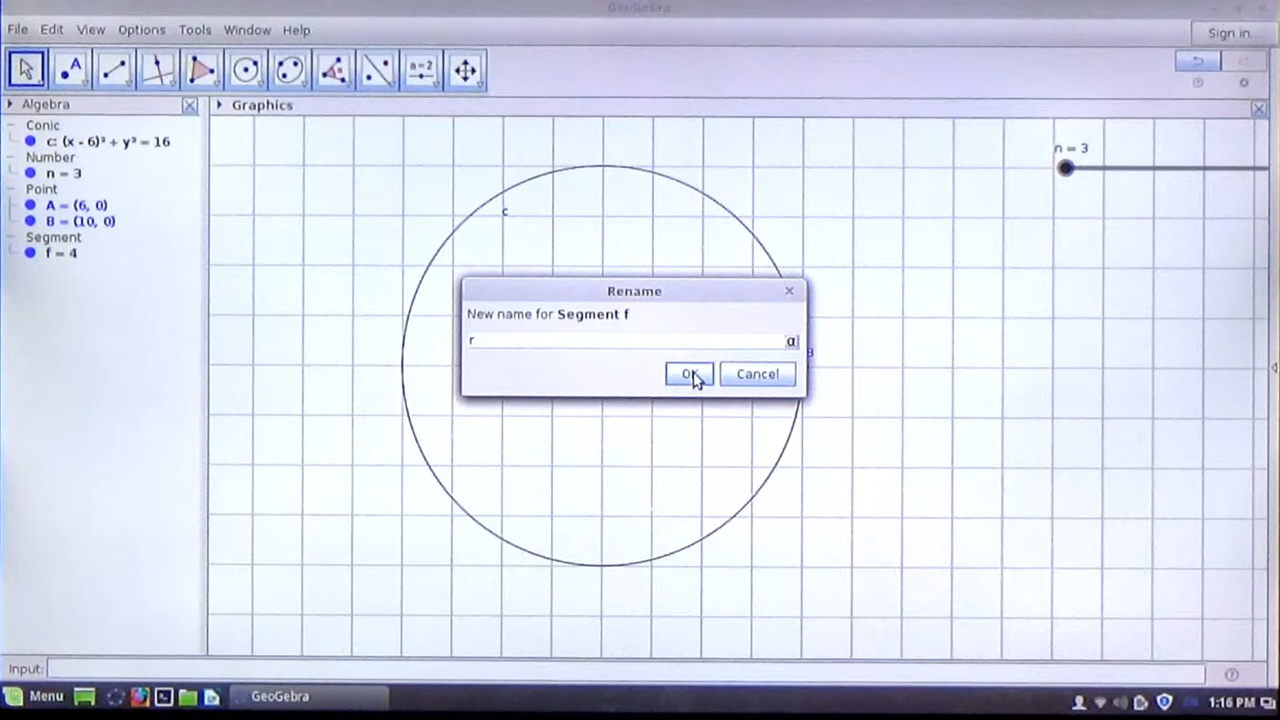 GeoGebra
File Edit View Options Tools Window Help
Sign in...
A
a=2
Algebra
Graphics
Conic
c: (x - 6)² + y² = 16
Number
n = 3
Point
A = (6, 0)
B = (10, 0)
Segment
f = 4
n = 3
c
Rename
New name for Segment f
r
α
B
OK
Cancel
Input:
Menu
GeoGebra
1:16 PM